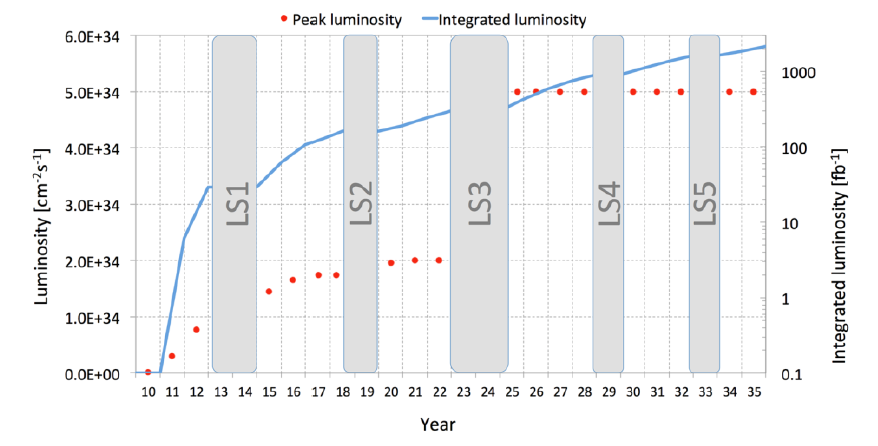 Peak luminosity Integrated luminosity
6.0E+34
5.0E+34
4.0E+34
3.0E+34
2.0E+34
1.0E+34
0.0E+00
Luminosity [cm-2s-1]
LS1 LS2 LS3 LS4 LS5
1000
100
10
1
0.1
Integrated luminosity [fb-1]
10 11 12 13 14 15 16 17 18 19 20 21 22 23 24 25 26 27 28 29 30 31 32 33 34 35
Year